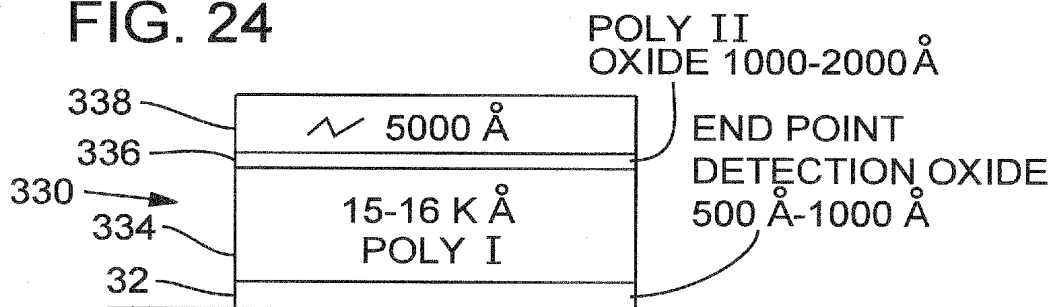 FIG. 24
POLY II
OXIDE 1000-2000 Å
338
5000 Å
336
END POINT
DETECTION OXIDE
500 Å-1000 Å
330
15-16 K Å
334
POLY I
32